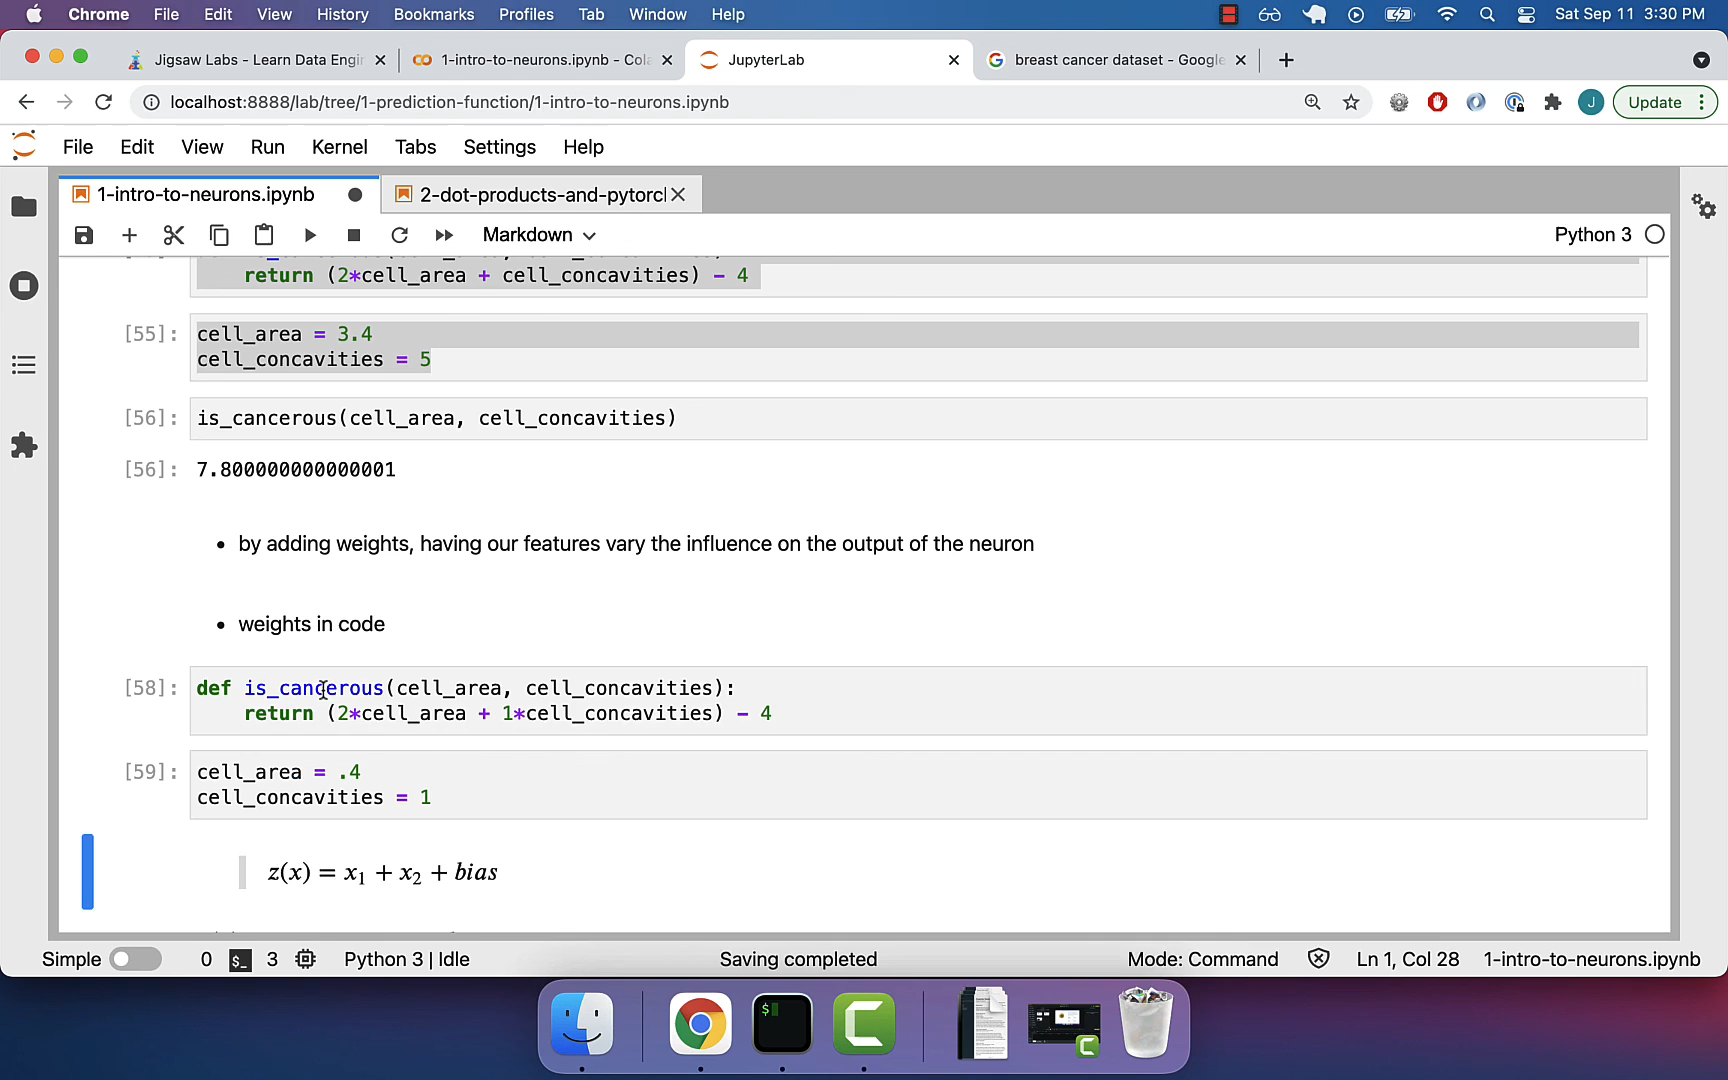 Chrome File Edit View History Bookmarks Profiles Tab Window Help Sat Sep 11 3:30 PM
Jigsaw Labs - Learn Data Engin 1-intro-to-neurons.ipynb - Cola JupyterLab breast cancer dataset - Google
localhost:8888/lab/tree/1-prediction-function/1-intro-to-neurons.ipynb J Update
File Edit View Run Kernel Tabs Settings Help
1-intro-to-neurons.ipynb 2-dot-products-and-pytorcl
Markdown Python 3
return (2*cell_area + cell_concavities) - 4
[55]: cell_area = 3.4
cell_concavities = 5
[56]: is_cancerous(cell_area, cell_concavities)
[56]: 7.800000000000001
• by adding weights, having our features vary the influence on the output of the neuron
• weights in code
[58]: def is_cancerous(cell_area, cell_concavities):
return (2*cell_area + 1*cell_concavities) - 4
[59]: cell_area = .4
cell_concavities = 1
z(x) = x₁ + x₂ + bias
Simple 0 $_ 3 Python 3 | Idle Saving completed Mode: Command Ln 1, Col 28 1-intro-to-neurons.ipynb
$